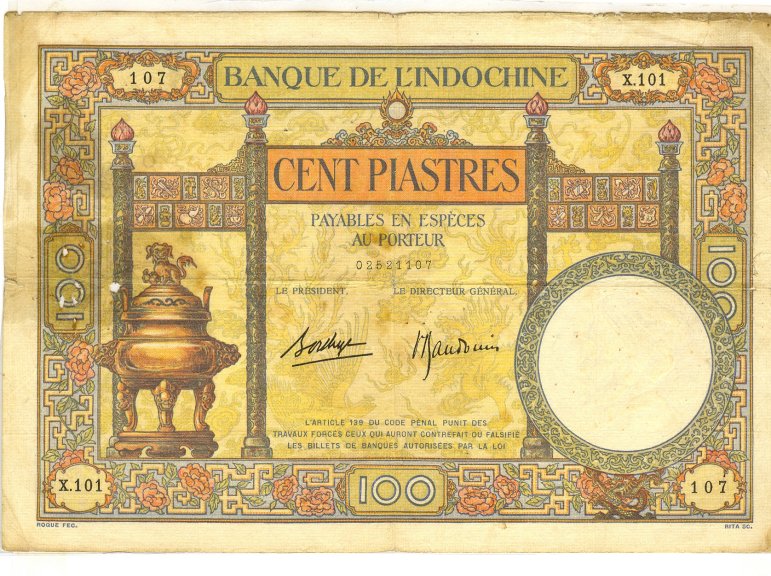 107
BANQUE DE L'INDOCHINE
X.101
CENT PIASTRES
PAYABLES EN ESPÈCES
AU PORTEUR
02521107
LE PRÉSIDENT.
LE DIRECTEUR GÉNÉRAL.
100
100
L'ARTICLE 139 DU CODE PÉNAL PUNIT DES
TRAVAUX FORCÉS CEUX QUI AURONT CONTREFAIT OU FALSIFIÉ
LES BILLETS DE BANQUES AUTORISÉES PAR LA LOI
X.101
100
107
ROQUE FEC.
RITA SC.